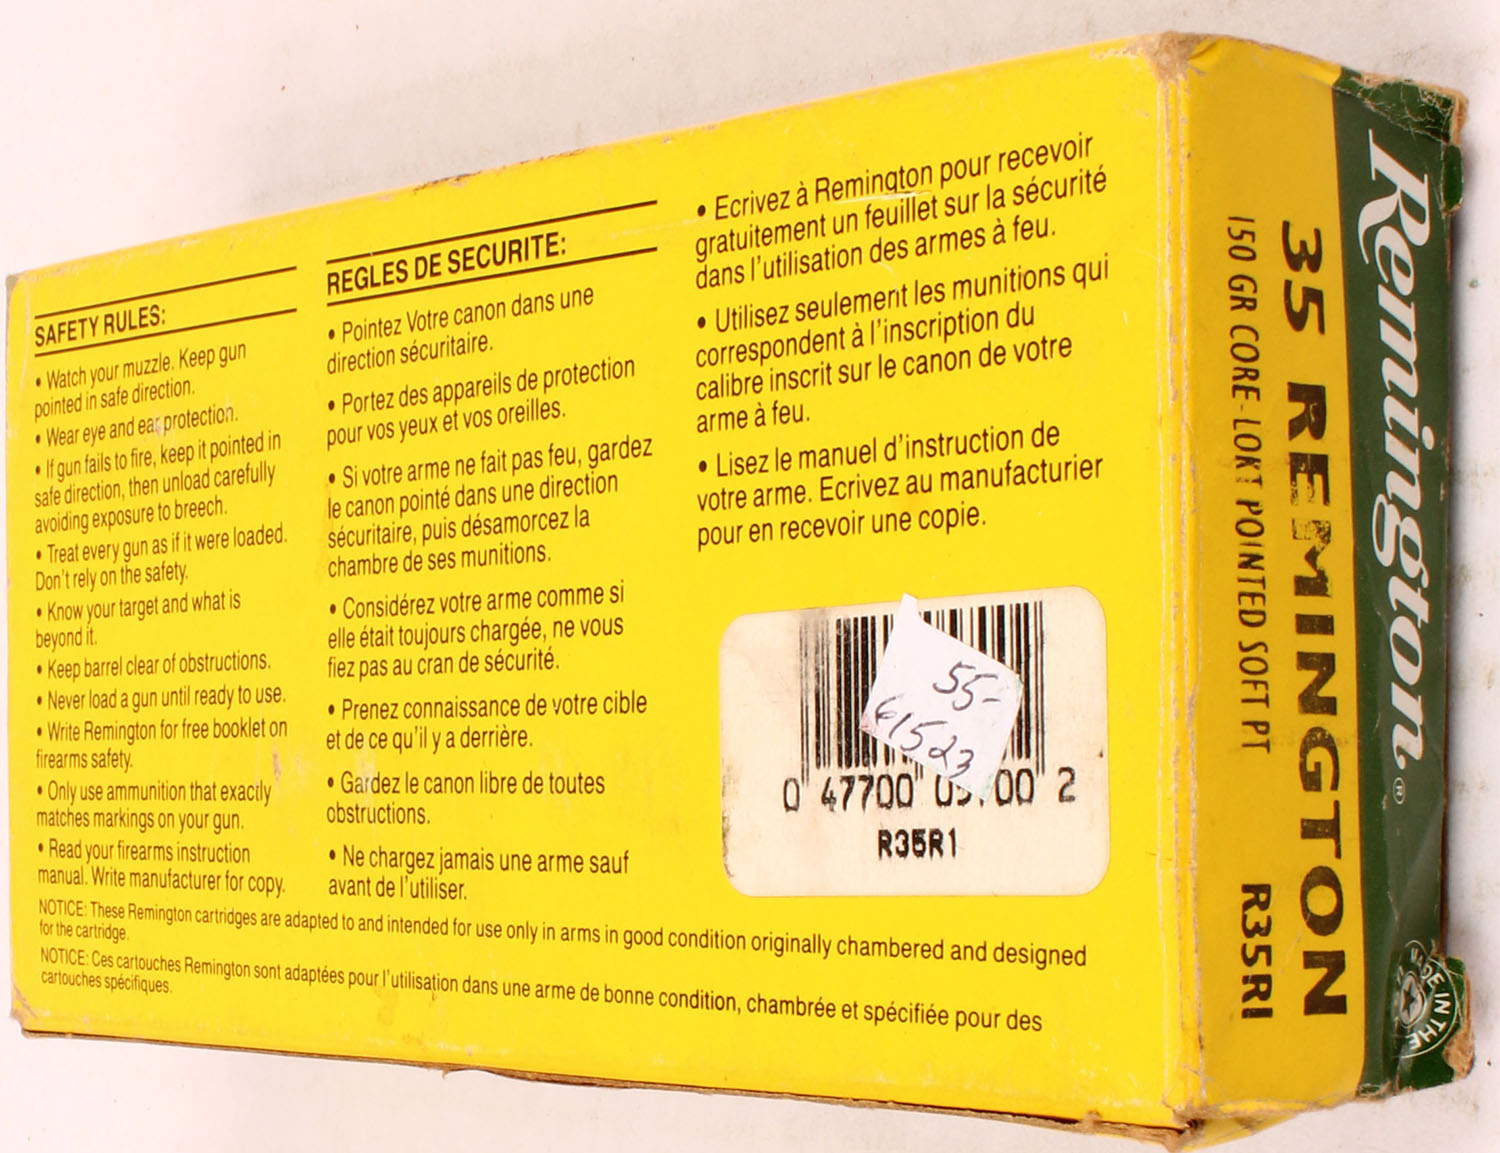 SAFETY RULES:
• Watch your muzzle. Keep gun
pointed in safe direction.
• Wear eye and ear protection.
• If gun fails to fire, keep it pointed in
safe direction, then unload carefully
avoiding exposure to breech.
• Treat every gun as if it were loaded.
Don't rely on the safety.
• Know your target and what is
beyond it.
• Keep barrel clear of obstructions.
• Never load a gun until ready to use.
• Write Remington for free booklet on
firearms safety.
• Only use ammunition that exactly
matches markings on your gun.
• Read your firearms instruction
manual. Write manufacturer for copy.
REGLES DE SECURITE:
• Pointez Votre canon dans une
direction sécuritaire.
• Portez des appareils de protection
pour vos yeux et vos oreilles.
• Si votre arme ne fait pas feu, gardez
le canon pointé dans une direction
sécuritaire, puis désamorcez la
chambre de ses munitions.
• Considérez votre arme comme si
elle était toujours chargée, ne vous
fiez pas au cran de sécurité.
• Prenez connaissance de votre cible
et de ce qu'il y a derrière.
• Gardez le canon libre de toutes
obstructions.
• Ne chargez jamais une arme sauf
avant de l'utiliser.
• Ecrivez à Remington pour recevoir
gratuitement un feuillet sur la sécurité
dans l'utilisation des armes à feu.
• Utilisez seulement les munitions qui
correspondent à l'inscription du
calibre inscrit sur le canon de votre
arme à feu.
• Lisez le manuel d'instruction de
votre arme. Ecrivez au manufacturier
pour en recevoir une copie.
55-
61523
0 47700 00 2
R35R1
NOTICE: These Remington cartridges are adapted to and intended for use only in arms in good condition originally chambered and designed
for the cartridge.
NOTICE: Ces cartouches Remington sont adaptées pour l'utilisation dans une arme de bonne condition, chambrée et spécifiée pour des
cartouches spécifiques.
Remington®
35 REMINGTON
150 GR CORE-LOKT POINTED SOFT PT
R35R1
MADE IN THE